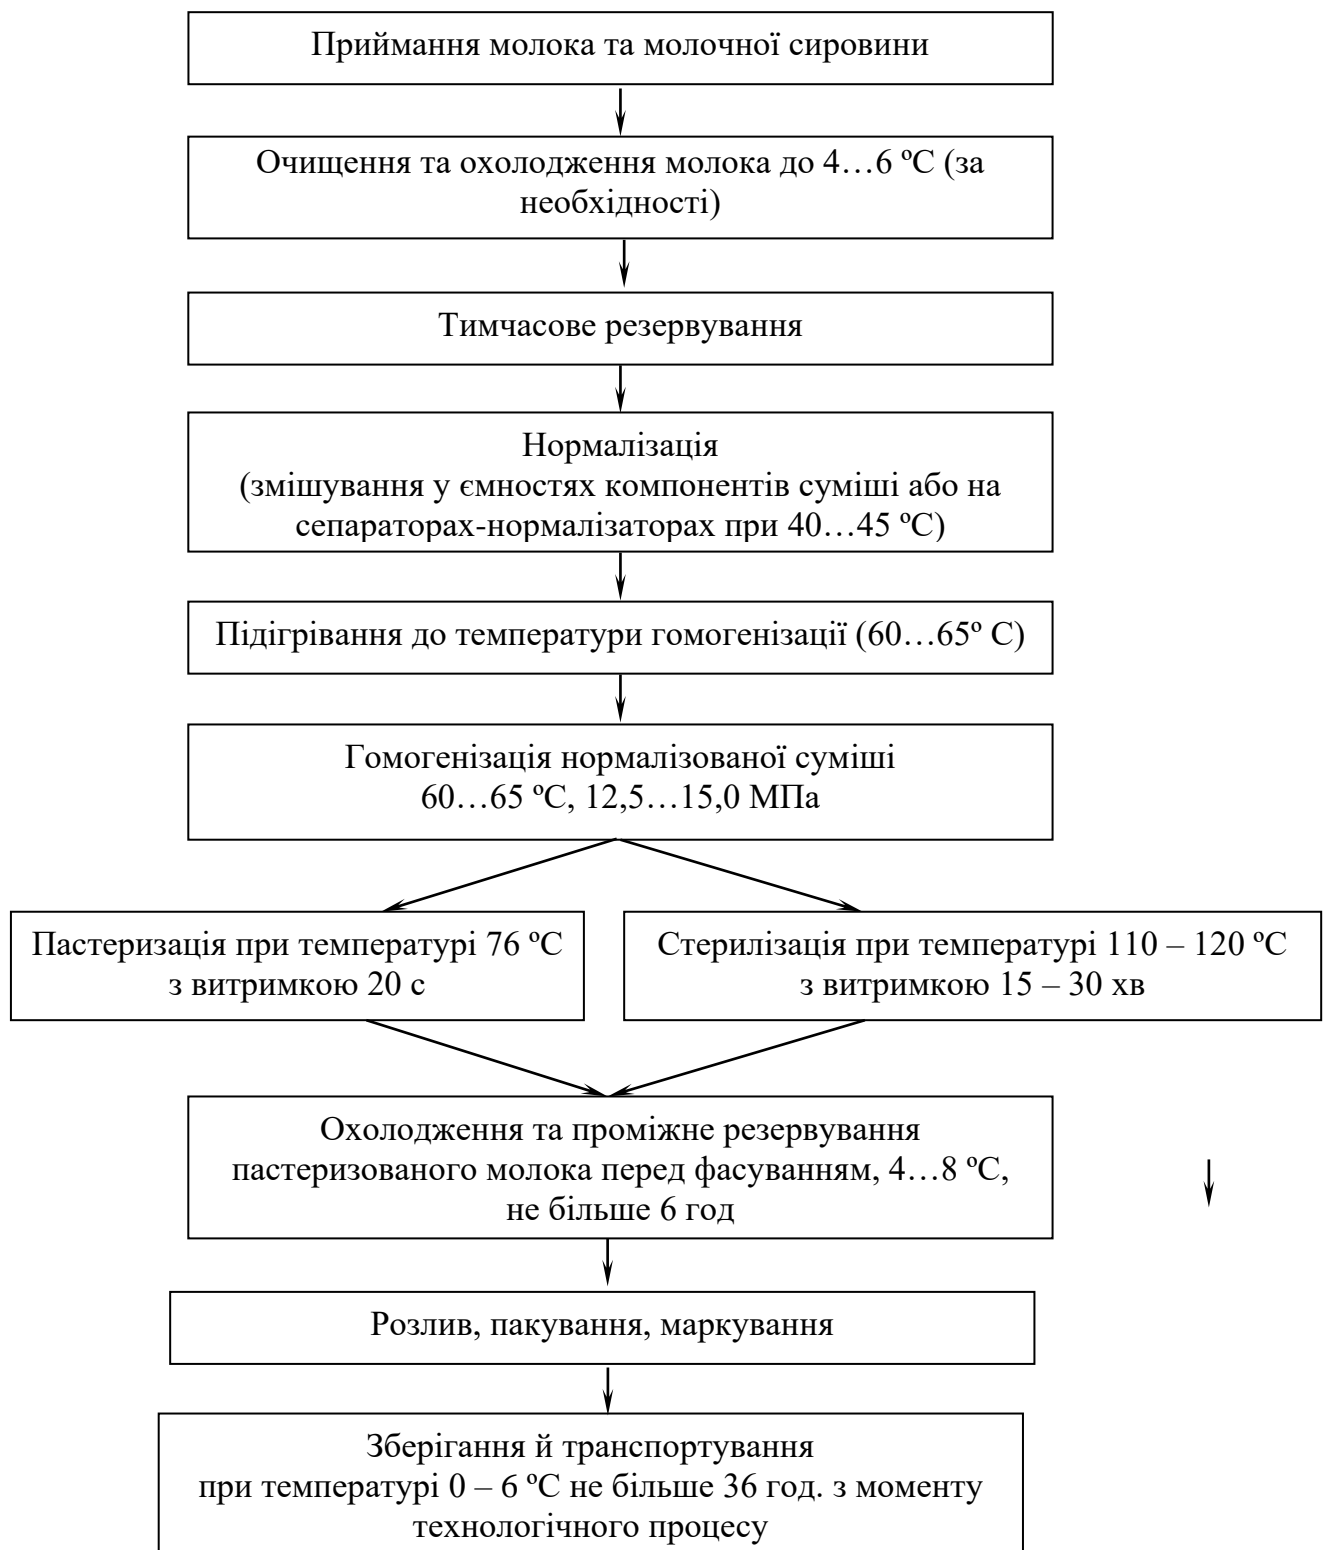 Приймання молока та молочної сировини
Очищення та охолодження молока до 4…6 ºС (за
необхідності)
Тимчасове резервування
Нормалізація
(змішування у ємностях компонентів суміші або на
сепараторах-нормалізаторах при 40…45 ºС)
Підігрівання до температури гомогенізації (60…65º С)
Гомогенізація нормалізованої суміші
60…65 ºС, 12,5…15,0 МПа
Пастеризація при температурі 76 ºС
з витримкою 20 с
Стерилізація при температурі 110 – 120 ºС
з витримкою 15 – 30 хв
Охолодження та проміжне резервування
пастеризованого молока перед фасуванням, 4…8 ºС,
не більше 6 год
Розлив, пакування, маркування
Зберігання й транспортування
при температурі 0 – 6 ºС не більше 36 год. з моменту
технологічного процесу